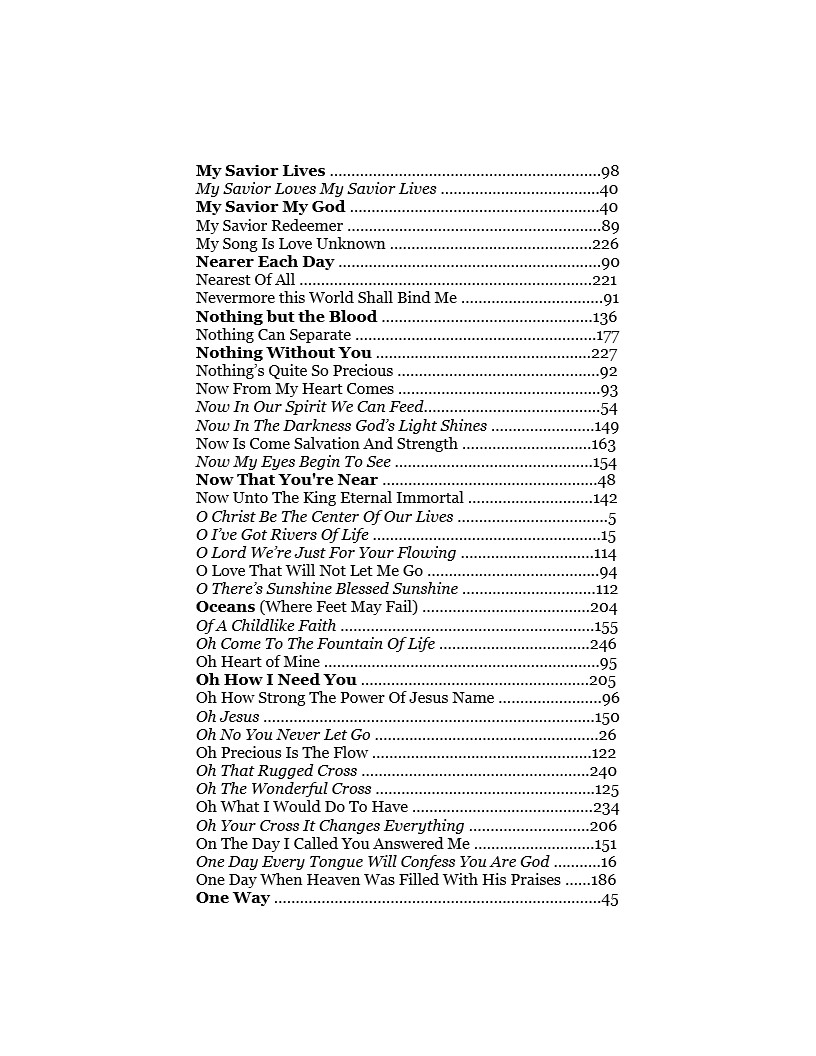 My Savior Lives ...............................................................98
My Savior Loves My Savior Lives .....................................40
My Savior My God ..........................................................40
My Savior Redeemer ...........................................................89
My Song Is Love Unknown ...............................................226
Nearer Each Day .............................................................90
Nearest Of All ....................................................................221
Nevermore this World Shall Bind Me .................................91
Nothing but the Blood .................................................136
Nothing Can Separate ........................................................177
Nothing Without You ..................................................227
Nothing’s Quite So Precious ...............................................92
Now From My Heart Comes ...............................................93
Now In Our Spirit We Can Feed.........................................54
Now In The Darkness God’s Light Shines ........................149
Now Is Come Salvation And Strength ..............................163
Now My Eyes Begin To See ..............................................154
Now That You're Near ..................................................48
Now Unto The King Eternal Immortal .............................142
O Christ Be The Center Of Our Lives ...................................5
O I’ve Got Rivers Of Life .....................................................15
O Lord We’re Just For Your Flowing ...............................114
O Love That Will Not Let Me Go ........................................94
O There’s Sunshine Blessed Sunshine ...............................112
Oceans (Where Feet May Fail) .......................................204
Of A Childlike Faith ...........................................................155
Oh Come To The Fountain Of Life ...................................246
Oh Heart of Mine ................................................................95
Oh How I Need You .....................................................205
Oh How Strong The Power Of Jesus Name ........................96
Oh Jesus .............................................................................150
Oh No You Never Let Go ....................................................26
Oh Precious Is The Flow ...................................................122
Oh That Rugged Cross .....................................................240
Oh The Wonderful Cross ...................................................125
Oh What I Would Do To Have ..........................................234
Oh Your Cross It Changes Everything ............................206
On The Day I Called You Answered Me ............................151
One Day Every Tongue Will Confess You Are God ...........16
One Day When Heaven Was Filled With His Praises ......186
One Way ............................................................................45